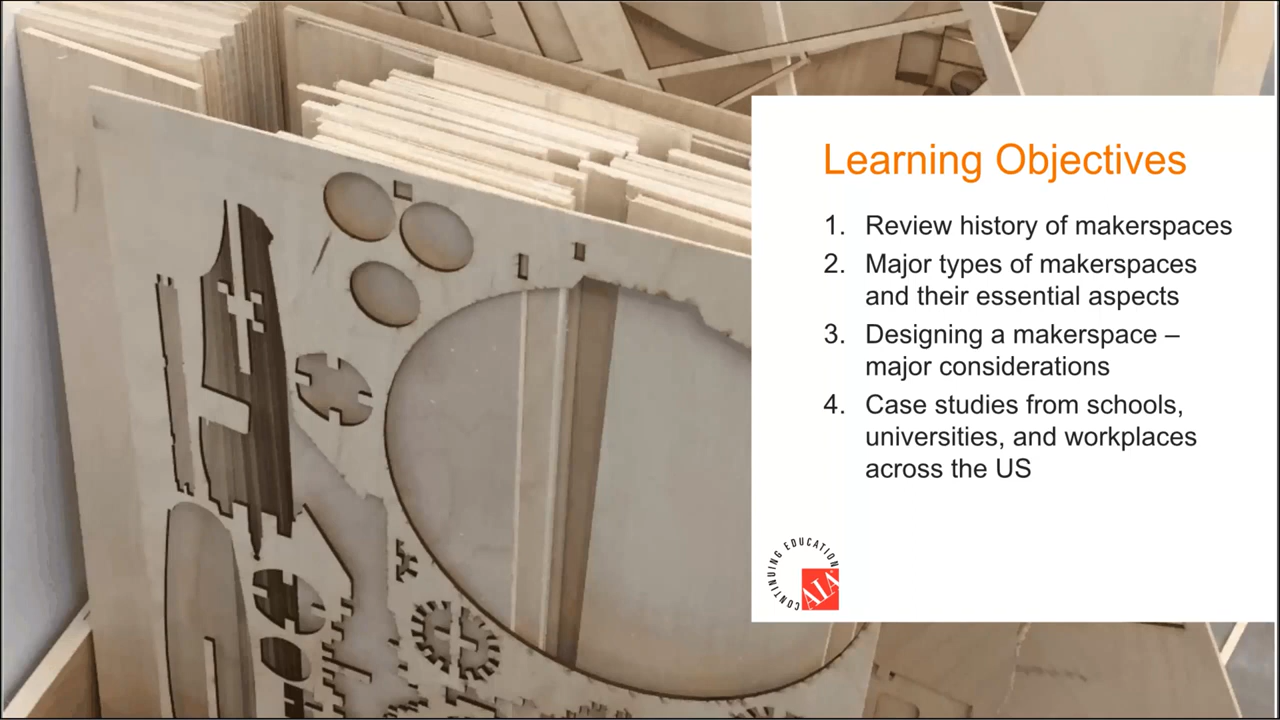 Learning Objectives
1. Review history of makerspaces
2. Major types of makerspaces
and their essential aspects
3. Designing a makerspace –
major considerations
4. Case studies from schools,
universities, and workplaces
across the US
CONTINUING EDUCATION
AIA